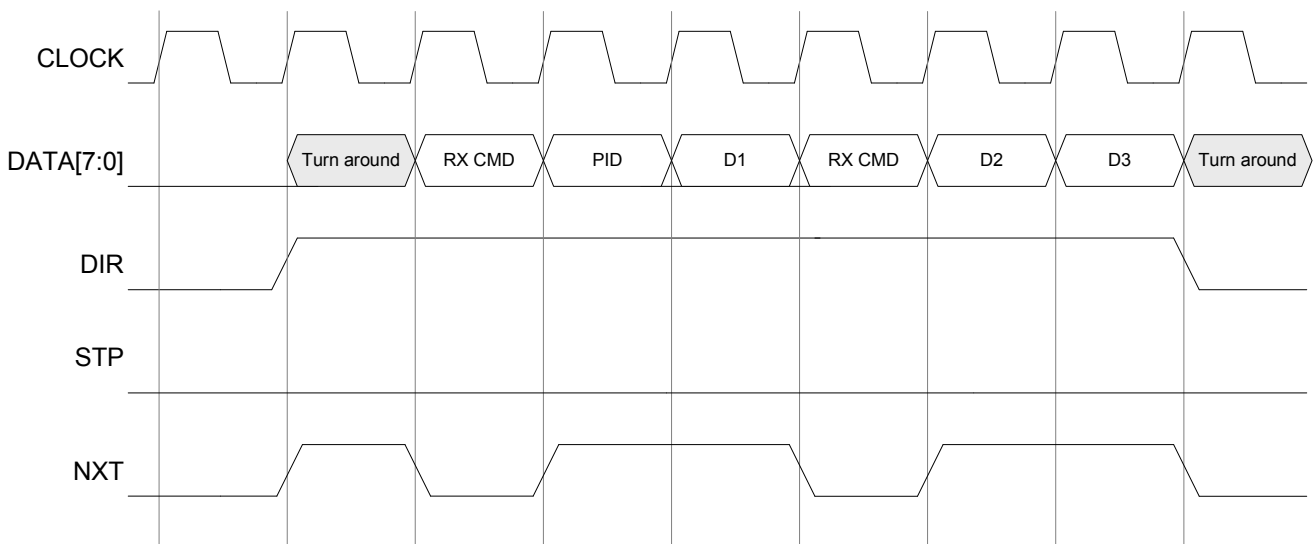 CLOCK
DATA[7:0] Turn around RX CMD PID D1 RX CMD D2 D3 Turn around
DIR
STP
NXT